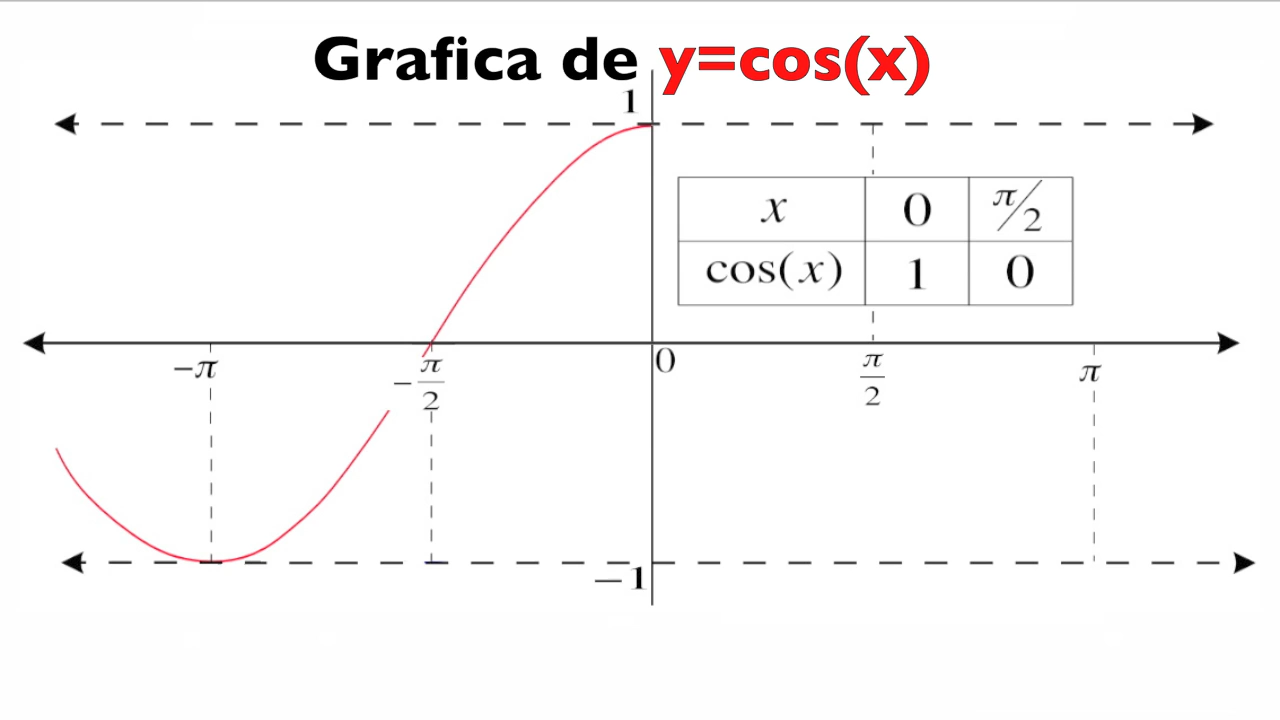 Grafica de y=cos(x)
1
x 0 π/2
cos(x) 1 0
−π −π/2 0 π/2 π
−1